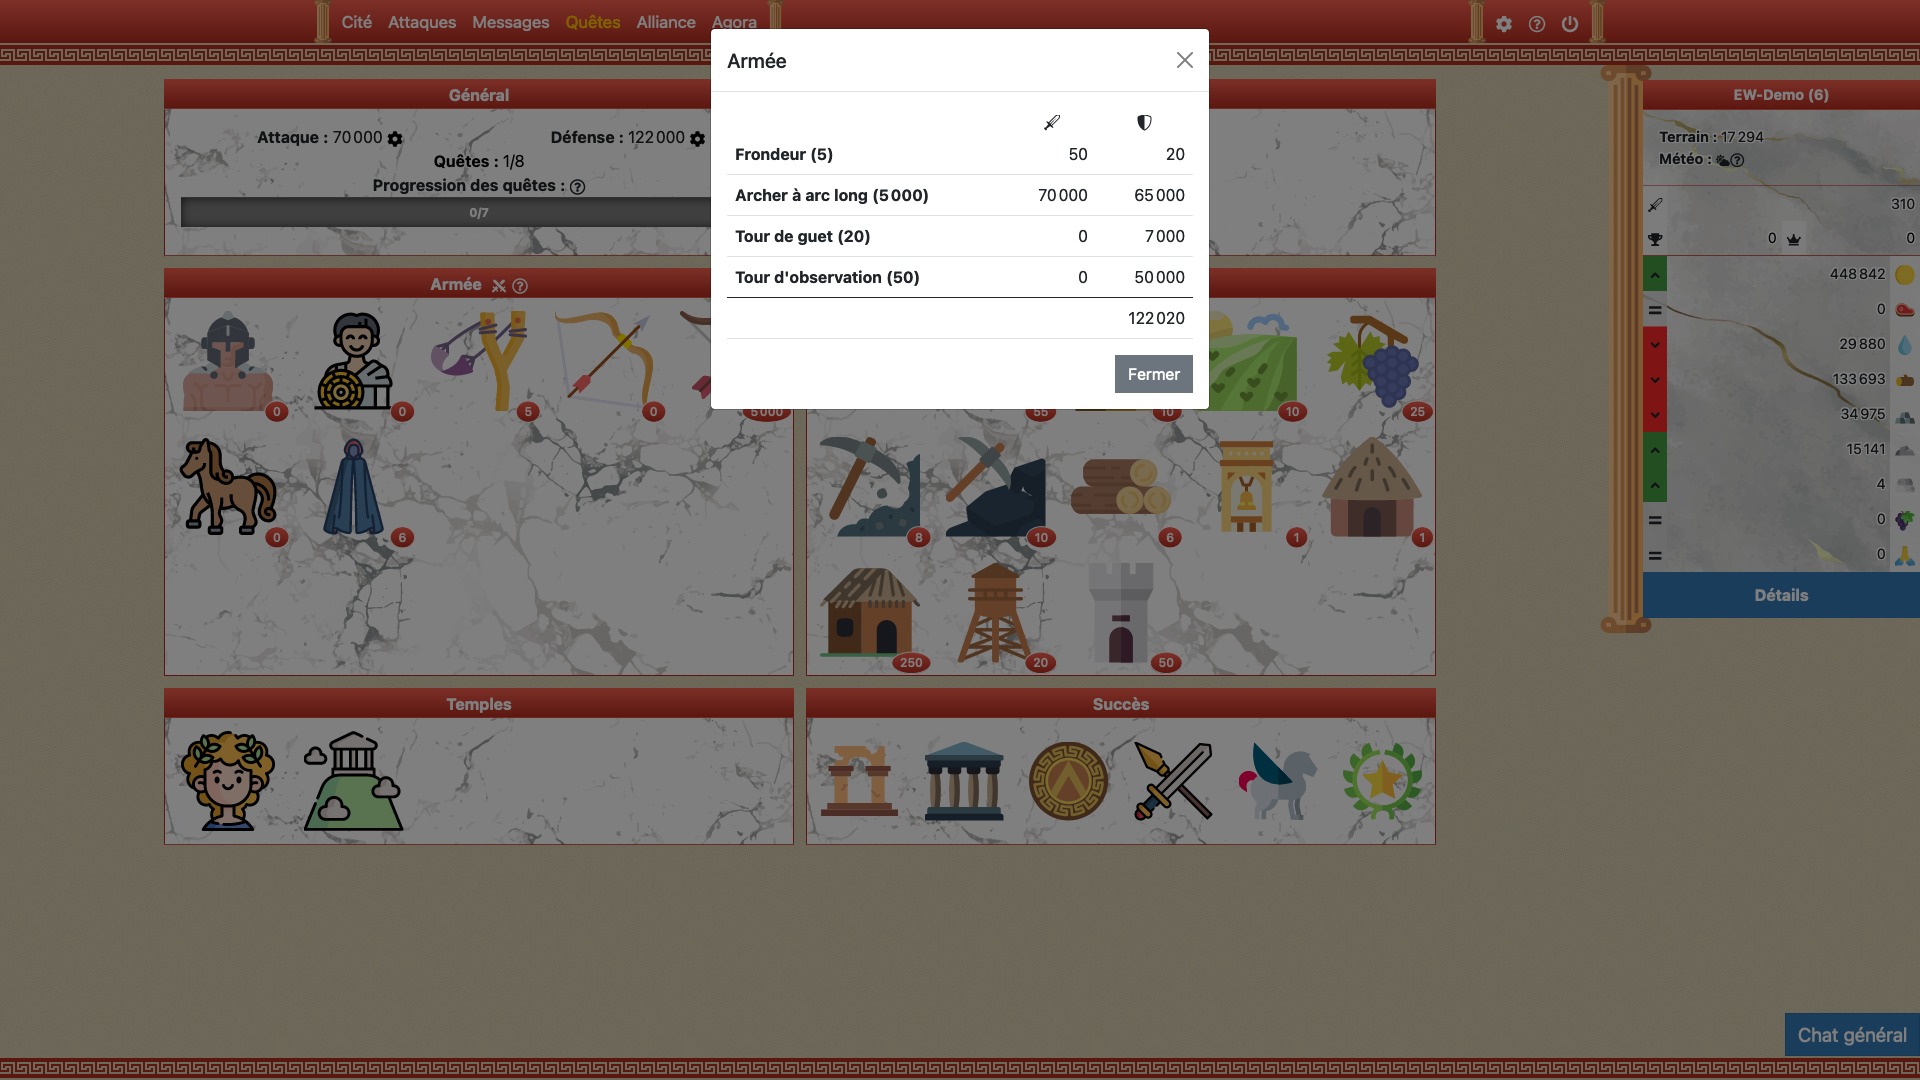 Cité Attaques Messages Quêtes Alliance Agora
Armée
Frondeur (5) 50 20
Archer à arc long (5 000) 70 000 65 000
Tour de guet (20) 0 7 000
Tour d'observation (50) 0 50 000
122 020
Fermer
Général
Attaque : 70 000 Défense : 122 000
Quêtes : 1/8
Progression des quêtes :
0/7
Armée
0 0 5 0 5 000
0 6
55 10 10 25
8 10 6 1 1
250 20 50
Temples
Succès
EW-Demo (6)
Terrain : 17 294
Météo :
310
0 0
448 842
0
29 880
133 693
34 975
15 141
4
0
0
Détails
Chat général